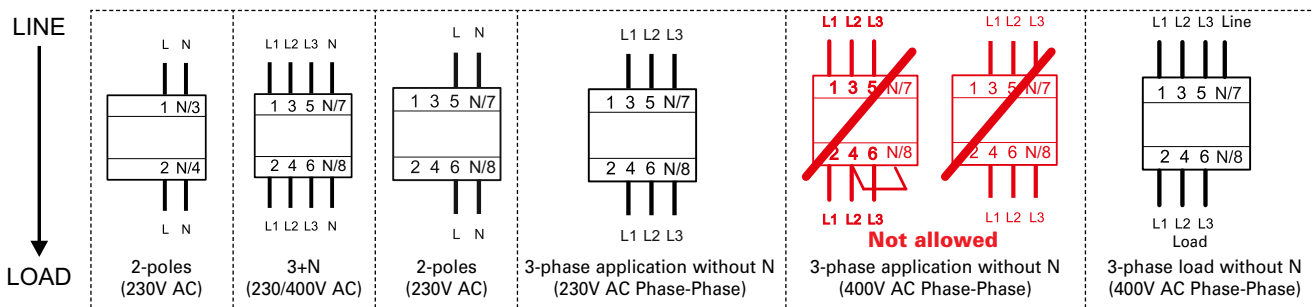 LINE
LOAD
L N
1 N/3
2 N/4
L N
2-poles
(230V AC)
L1 L2 L3 N
1 3 5 N/7
2 4 6 N/8
L1 L2 L3 N
3+N
(230/400V AC)
L N
1 3 5 N/7
2 4 6 N/8
L N
2-poles
(230V AC)
L1 L2 L3
1 3 5 N/7
2 4 6 N/8
L1 L2 L3
3-phase application without N
(230V AC Phase-Phase)
L1 L2 L3
1 3 5 N/7
2 4 6 N/8
L1 L2 L3
L1 L2 L3
1 3 5 N/7
2 4 6 N/8
L1 L2 L3
Not allowed
3-phase application without N
(400V AC Phase-Phase)
L1 L2 L3 Line
1 3 5 N/7
2 4 6 N/8
L1 L2 L3
Load
3-phase load without N
(400V AC Phase-Phase)